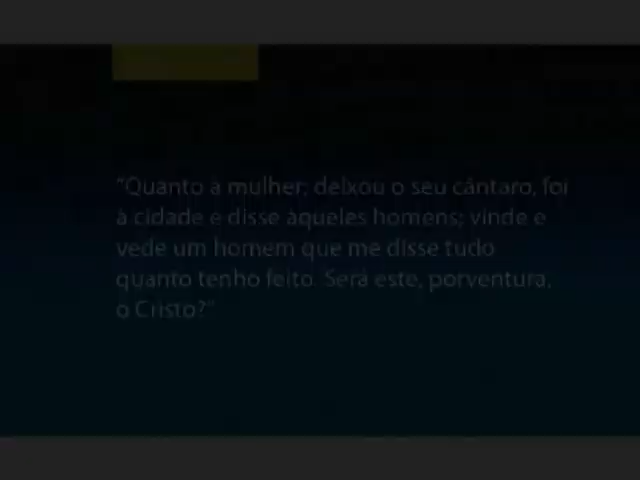 “Quanto à mulher, deixou o seu cântaro, foi
à cidade e disse àqueles homens: vinde e
vede um homem que me disse tudo
quanto tenho feito. Será este, porventura,
o Cristo?”